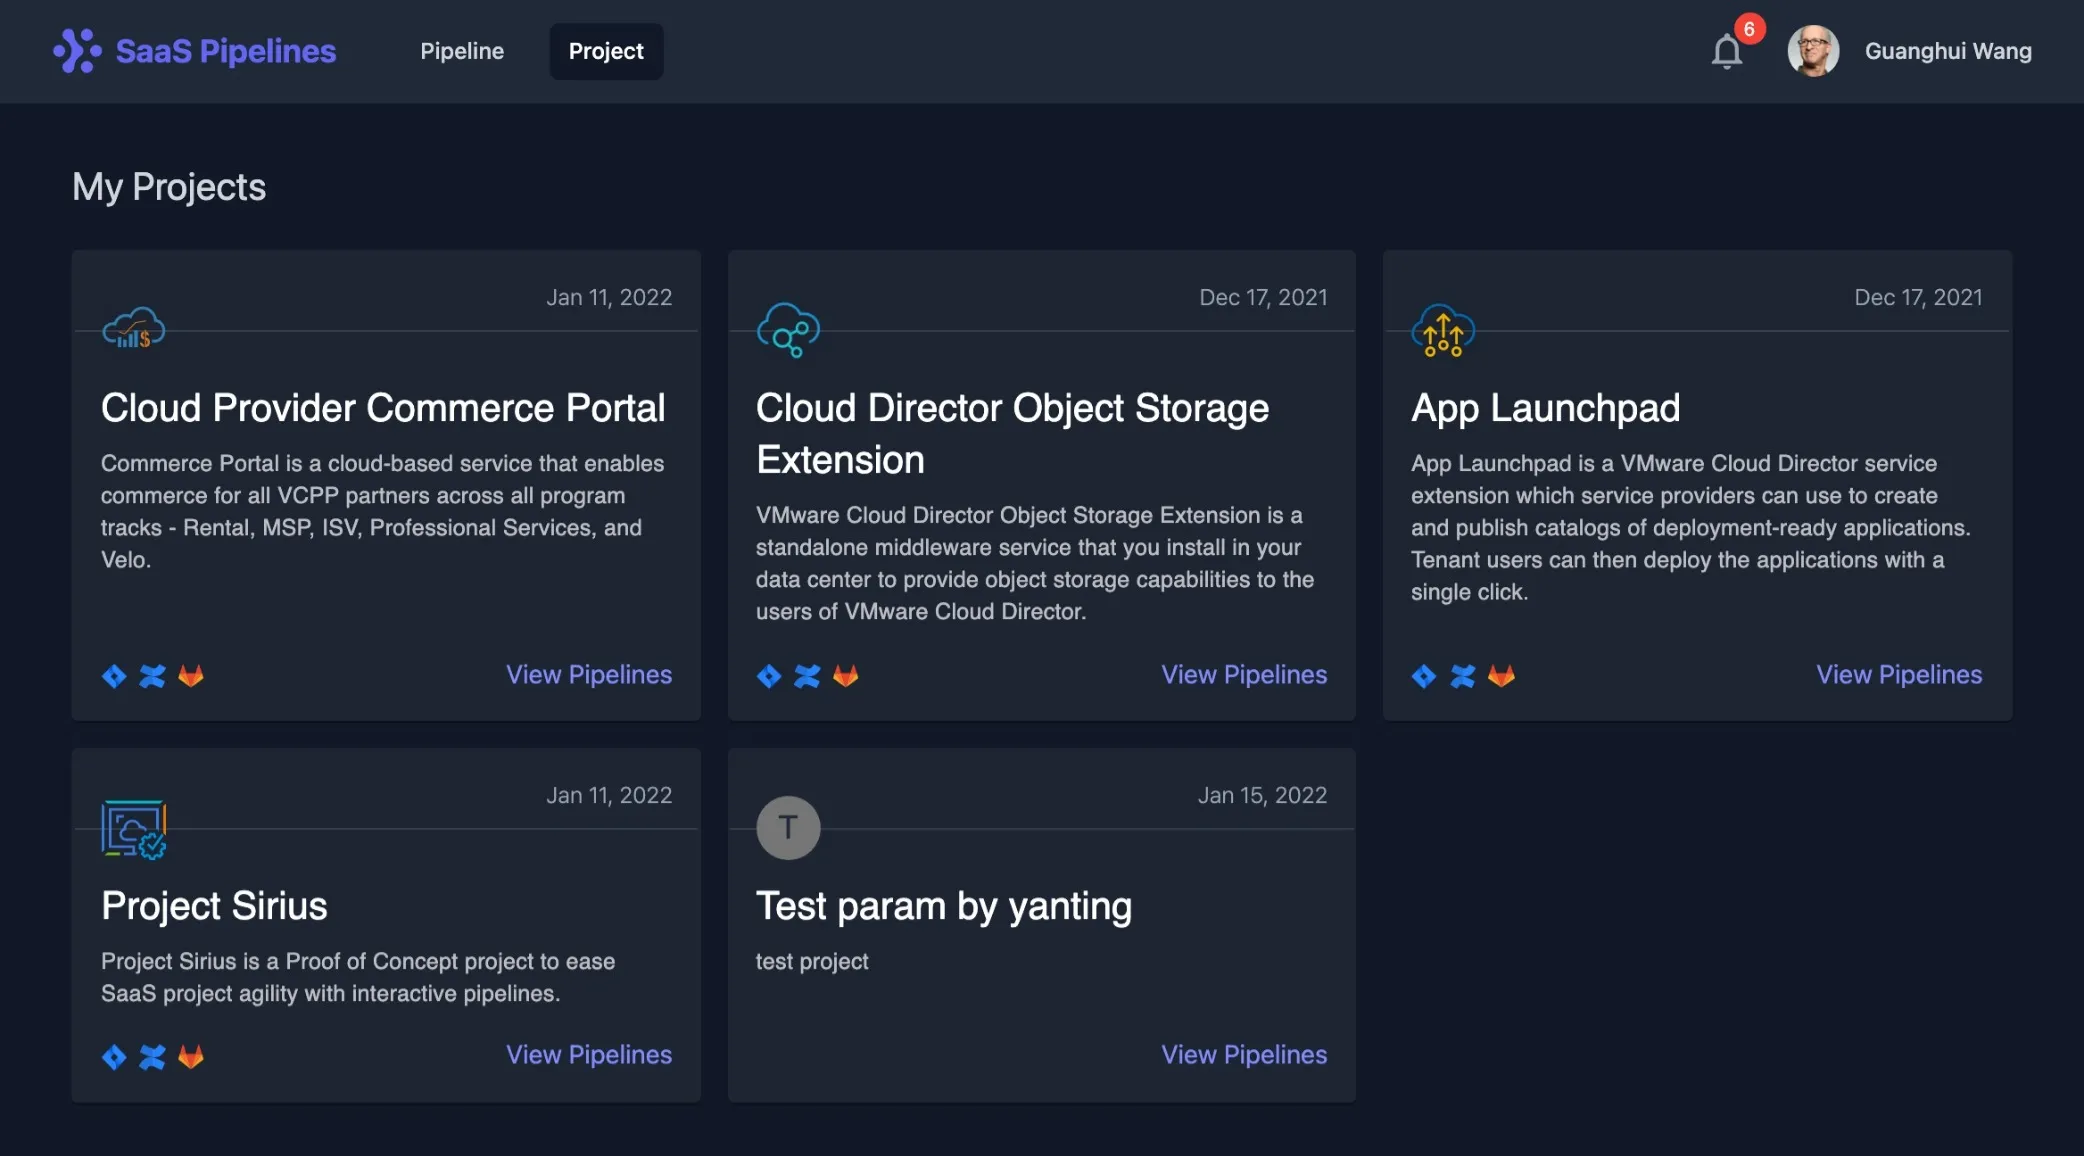 SaaS Pipelines
Pipeline
Project
6
Guanghui Wang
My Projects
Jan 11, 2022
Cloud Provider Commerce Portal
Commerce Portal is a cloud-based service that enables
commerce for all VCPP partners across all program
tracks - Rental, MSP, ISV, Professional Services, and
Velo.
View Pipelines
Dec 17, 2021
Cloud Director Object Storage
Extension
VMware Cloud Director Object Storage Extension is a
standalone middleware service that you install in your
data center to provide object storage capabilities to the
users of VMware Cloud Director.
View Pipelines
Dec 17, 2021
App Launchpad
App Launchpad is a VMware Cloud Director service
extension which service providers can use to create
and publish catalogs of deployment-ready applications.
Tenant users can then deploy the applications with a
single click.
View Pipelines
Jan 11, 2022
Project Sirius
Project Sirius is a Proof of Concept project to ease
SaaS project agility with interactive pipelines.
View Pipelines
Jan 15, 2022
T
Test param by yanting
test project
View Pipelines